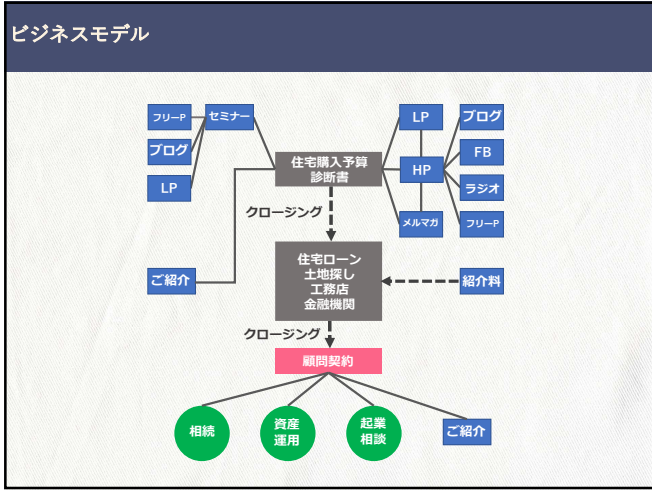 ビジネスモデル
フリーP
セミナー
ブログ
LP
LP
ブログ
HP
FB
ラジオ
メルマガ
フリーP
住宅購入予算
診断書
クロージング
ご紹介
住宅ローン
土地探し
工務店
金融機関
紹介料
クロージング
顧問契約
相続
資産
運用
起業
相談
ご紹介